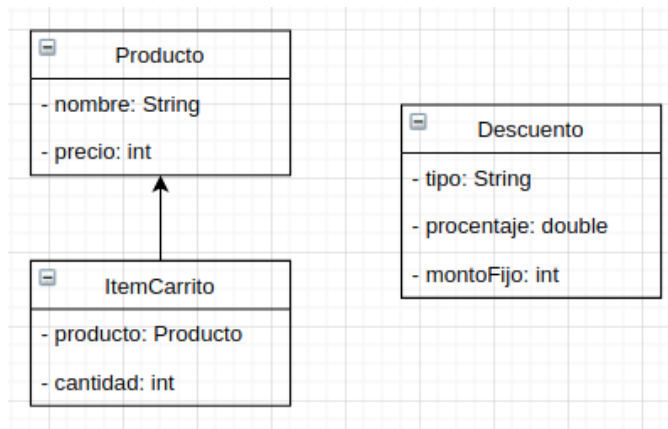 Producto
- nombre: String
- precio: int
Descuento
- tipo: String
- procentaje: double
- montoFijo: int
ItemCarrito
- producto: Producto
- cantidad: int